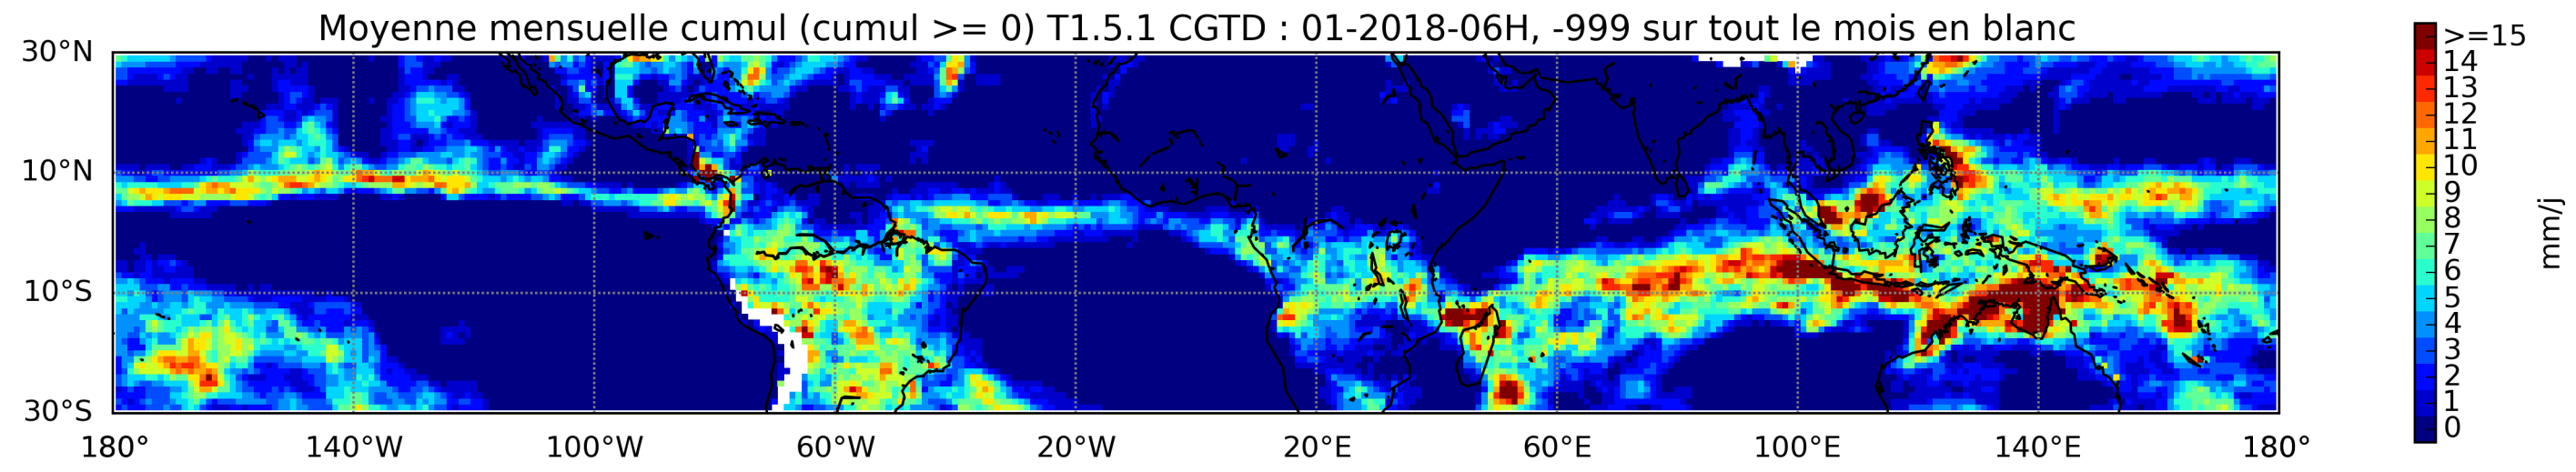 Moyenne mensuelle cumul (cumul >= 0) T1.5.1 CGTD : 01-2018-06H, -999 sur tout le mois en blanc
30°N
10°N
10°S
30°S
180° 140°W 100°W 60°W 20°W 20°E 60°E 100°E 140°E 180°
>=15
14
13
12
11
10
9
8
7
6
5
4
3
2
1
0
mm/j